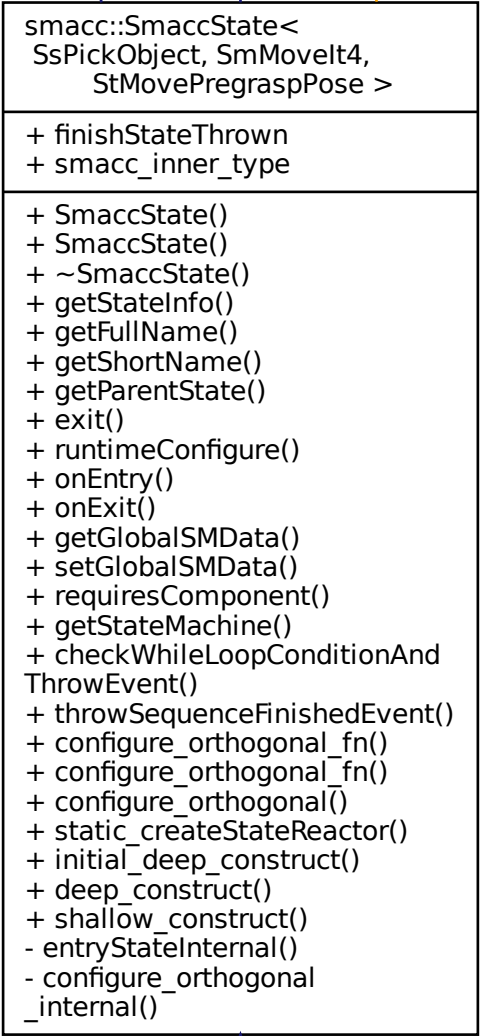 smacc::SmaccState<
SsPickObject, SmMoveIt4,
StMovePregraspPose >
+ finishStateThrown
+ smacc_inner_type
+ SmaccState()
+ SmaccState()
+ ~SmaccState()
+ getStateInfo()
+ getFullName()
+ getShortName()
+ getParentState()
+ exit()
+ runtimeConfigure()
+ onEntry()
+ onExit()
+ getGlobalSMData()
+ setGlobalSMData()
+ requiresComponent()
+ getStateMachine()
+ checkWhileLoopConditionAnd
ThrowEvent()
+ throwSequenceFinishedEvent()
+ configure_orthogonal_fn()
+ configure_orthogonal_fn()
+ configure_orthogonal()
+ static_createStateReactor()
+ initial_deep_construct()
+ deep_construct()
+ shallow_construct()
- entryStateInternal()
- configure_orthogonal
_internal()